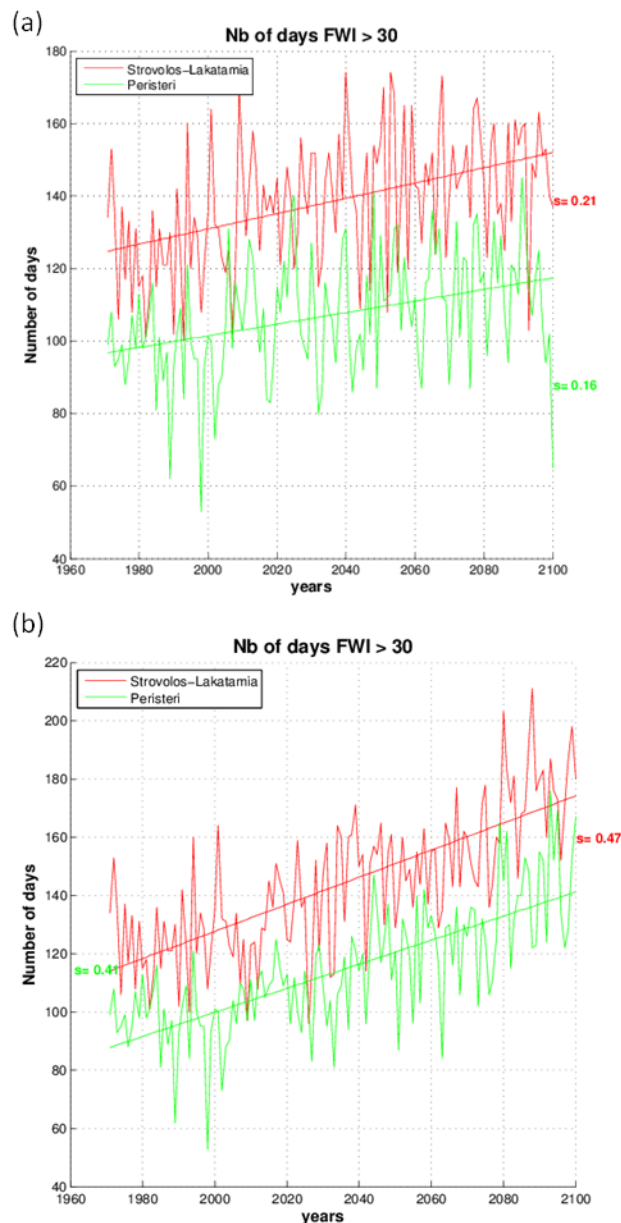 (a)
Nb of days FWI > 30
Strovolos-Lakatamia
Peristeri
180
160
140
120
100
80
60
40
Number of days
s= 0.21
s= 0.16
1960
1980
2000
2020
2040
2060
2080
2100
years
(b)
Nb of days FWI > 30
Strovolos-Lakatamia
Peristeri
220
200
180
160
140
120
100
80
60
40
Number of days
s= 0.47
s= 0.41
1960
1980
2000
2020
2040
2060
2080
2100
years